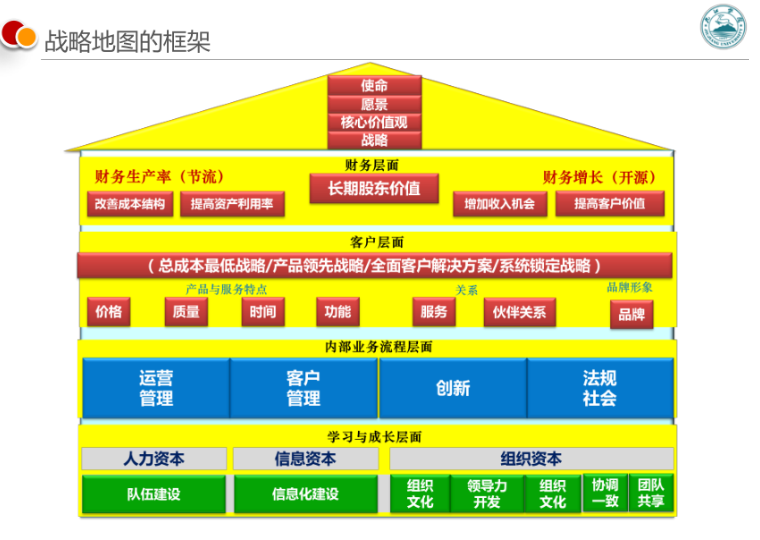 战略地图的框架
使命
愿景
核心价值观
战略
财务层面
财务生产率（节流）
长期股东价值
财务增长（开源）
改善成本结构
提高资产利用率
增加收入机会
提高客户价值
客户层面
（总成本最低战略/产品领先战略/全面客户解决方案/系统锁定战略）
产品与服务特点
关系
品牌形象
价格
质量
时间
功能
服务
伙伴关系
品牌
内部业务流程层面
运营
管理
客户
管理
创新
法规
社会
学习与成长层面
人力资本
信息资本
组织资本
队伍建设
信息化建设
组织
文化
领导力
开发
组织
文化
协调
一致
团队
共享